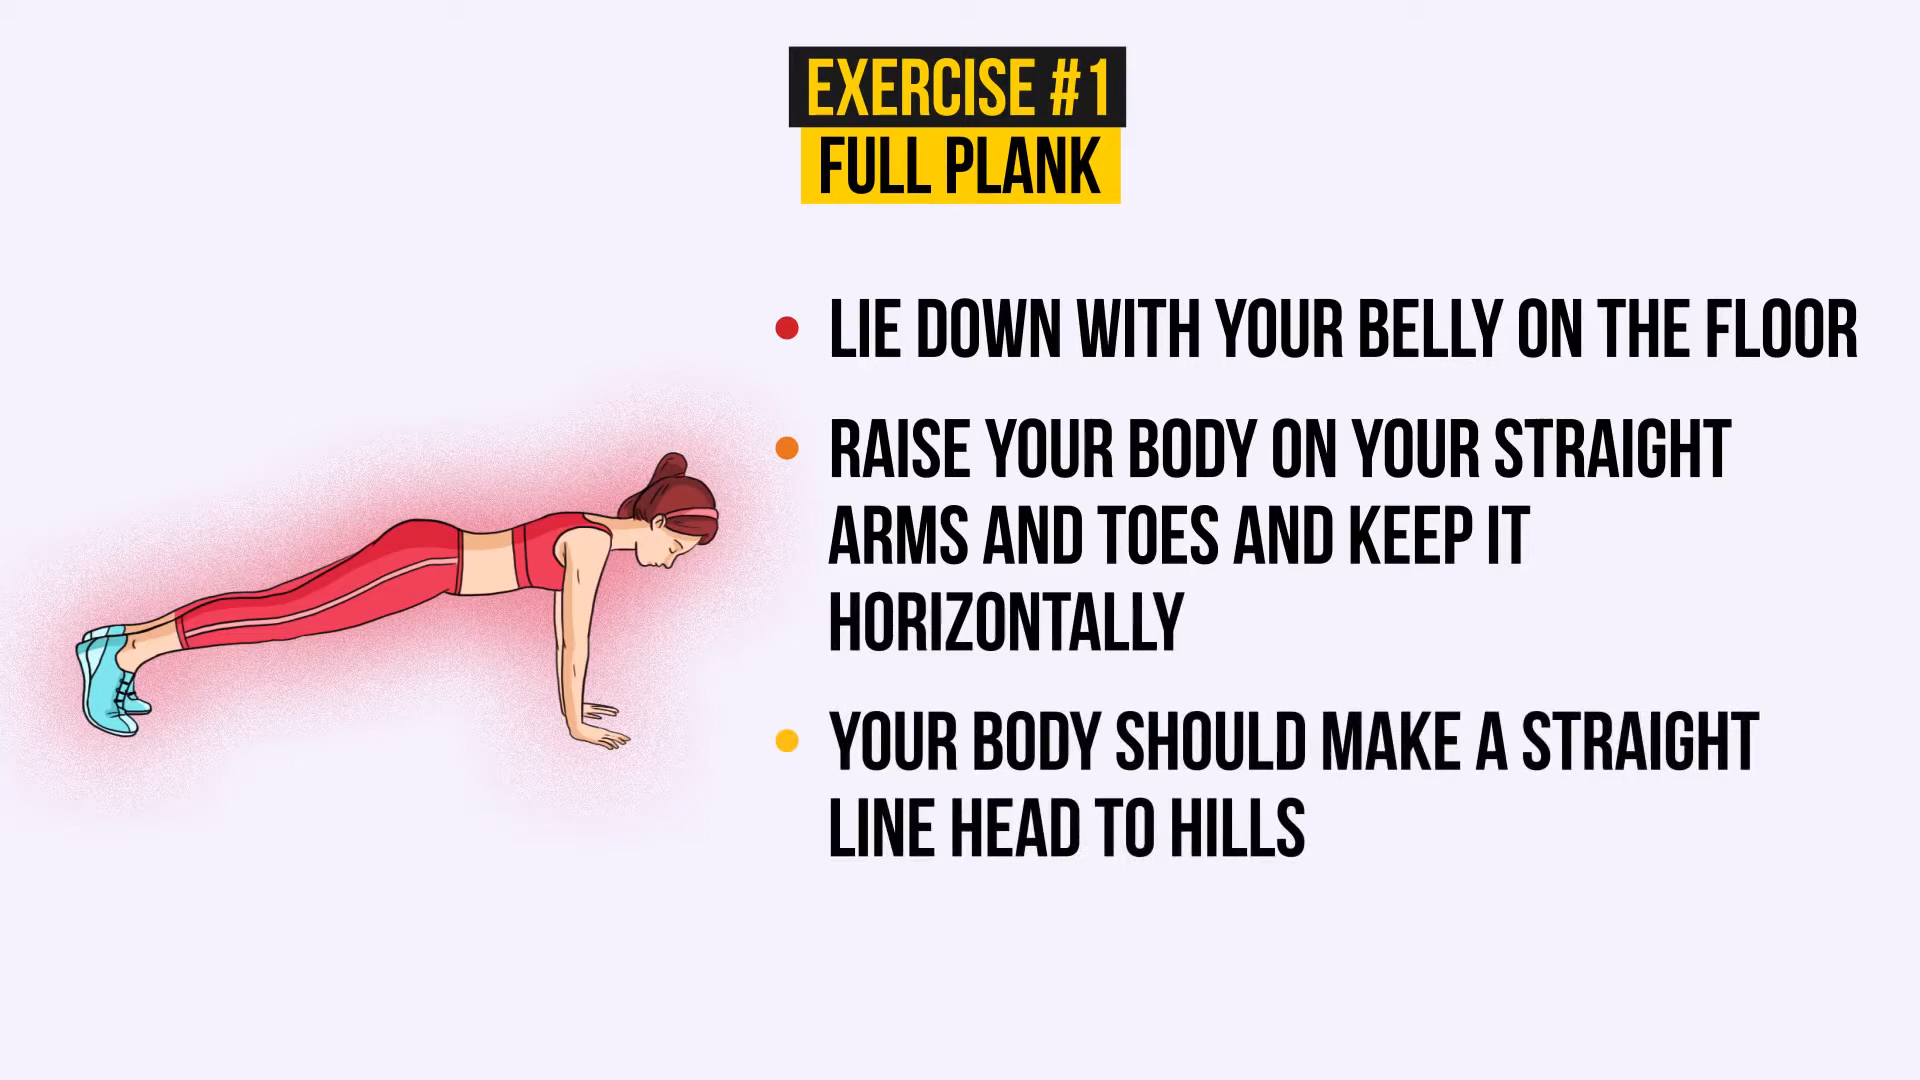 EXERCISE #1
FULL PLANK
LIE DOWN WITH YOUR BELLY ON THE FLOOR
RAISE YOUR BODY ON YOUR STRAIGHT
ARMS AND TOES AND KEEP IT
HORIZONTALLY
YOUR BODY SHOULD MAKE A STRAIGHT
LINE HEAD TO HILLS